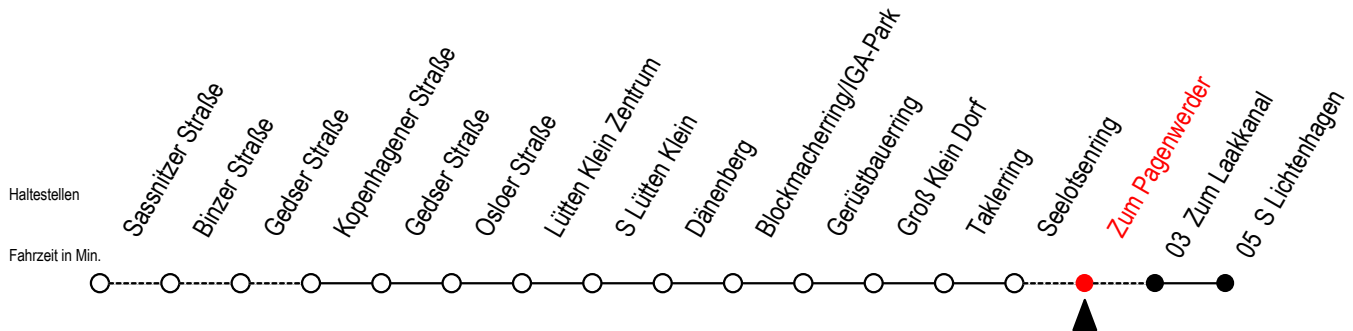 Haltestellen
Sassnitzer Straße
Binzer Straße
Gedser Straße
Kopenhagener Straße
Gedser Straße
Osloer Straße
Lütten Klein Zentrum
S Lütten Klein
Dänenberg
Blockmacherring/IGA-Park
Gerüstbauerring
Groß Klein Dorf
Taklerring
Seelotsenring
Zum Pagenwerder
03 Zum Laakkanal
05 S Lichtenhagen
Fahrzeit in Min.